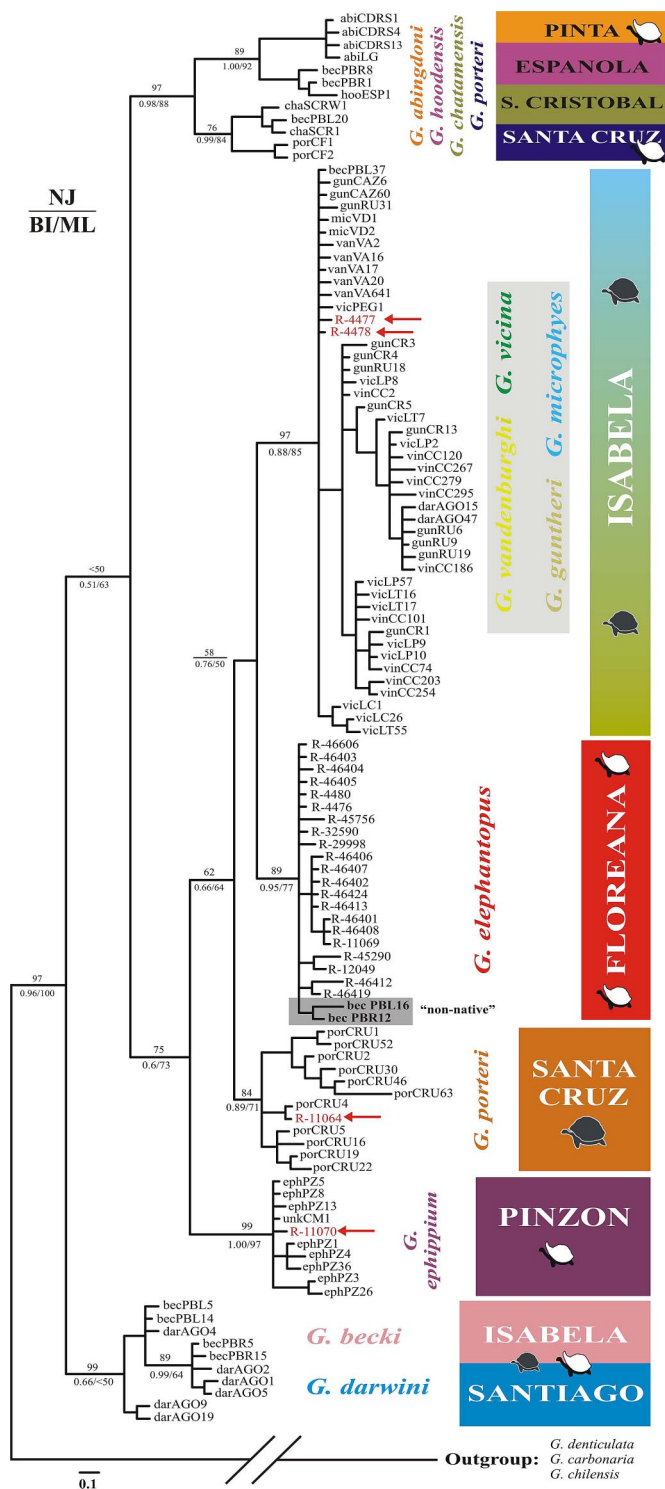 NJ
BI/ML
abiCDRS1
abiCDRS4
abiCDRS13
abiLG
becPBR8
becPBR1
hooESP1
chaSCRW1
becPBL20
chaSCR1
porCF1
porCF2
89
1.00/92
97
0.98/88
76
0.99/84
G. abingdoni
G. hoodensis
G. chatamensis
G. porteri
PINTA
ESPANOLA
S. CRISTOBAL
SANTA CRUZ
becPBL37
gunCAZ6
gunCAZ60
gunRU31
micVD1
micVD2
vanVA2
vanVA16
vanVA17
vanVA20
vanVA641
vicPEG1
R-4477
R-4478
gunCR3
gunCR4
gunRU18
vicLP8
vinCC2
gunCR5
vicLT7
gunCR13
vicLP2
vinCC120
vinCC267
vinCC279
vinCC295
darAGO15
darAGO47
gunRU6
gunRU9
gunRU19
vinCC186
vicLP57
vicLT16
vicLT17
vinCC101
gunCR1
vicLP9
vicLP10
vinCC74
vinCC203
vinCC254
vicLC1
vicLC26
vicLT55
97
0.88/85
<50
0.51/63
58
0.76/50
G. vandenburghi
G. vicina
G. guntheri
G. microphyes
ISABELA
R-46606
R-46403
R-46404
R-46405
R-4480
R-4476
R-45756
R-32590
R-29998
R-46406
R-46407
R-46402
R-46424
R-46413
R-46401
R-46408
R-11069
R-45290
R-12049
R-46412
R-46419
bec PBL16
bec PBR12
"non-native"
62
0.66/64
89
0.95/77
G. elephantopus
FLOREANA
97
0.96/100
75
0.6/73
porCRU1
porCRU52
porCRU2
porCRU30
porCRU46
porCRU63
porCRU4
R-11064
porCRU5
porCRU16
porCRU19
porCRU22
84
0.89/71
G. porteri
SANTA
CRUZ
ephPZ5
ephPZ8
ephPZ13
unkCM1
R-11070
ephPZ1
ephPZ4
ephPZ36
ephPZ3
ephPZ26
99
1.00/97
G.
ephippium
PINZON
becPBL5
becPBL14
darAGO4
becPBR5
becPBR15
darAGO2
darAGO1
darAGO5
darAGO9
darAGO19
99
0.66/<50
89
0.99/64
G. becki
G. darwini
ISABELA
SANTIAGO
0.1
Outgroup:
G. denticulata
G. carbonaria
G. chilensis